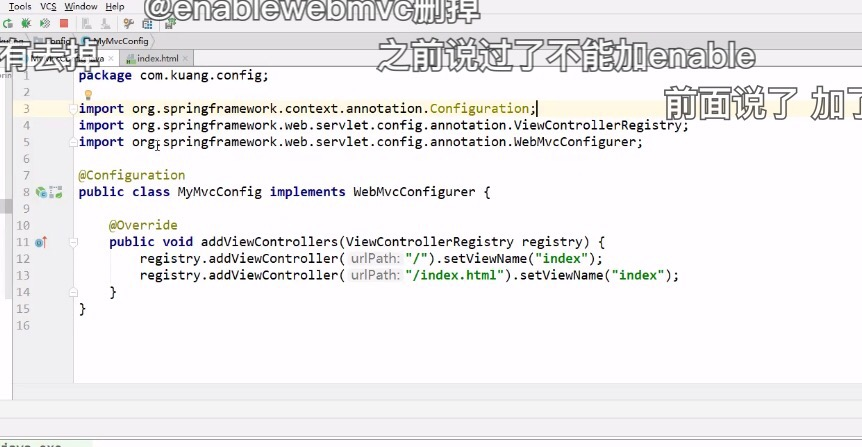 Tools VCS Window Help
@enablewebmvc删掉
Config MyMvcConfig
有去掉
index.html
之前说过了不能加enable
1 package com.kuang.config;
2
前面说了 加了
3 import org.springframework.context.annotation.Configuration;
4 import org.springframework.web.servlet.config.annotation.ViewControllerRegistry;
5 import org.springframework.web.servlet.config.annotation.WebMvcConfigurer;
6
7 @Configuration
8 public class MyMvcConfig implements WebMvcConfigurer {
9
10 @Override
11 public void addViewControllers(ViewControllerRegistry registry) {
12 registry.addViewController( urlPath: "/").setViewName("index");
13 registry.addViewController( urlPath: "/index.html").setViewName("index");
14 }
15 }
16